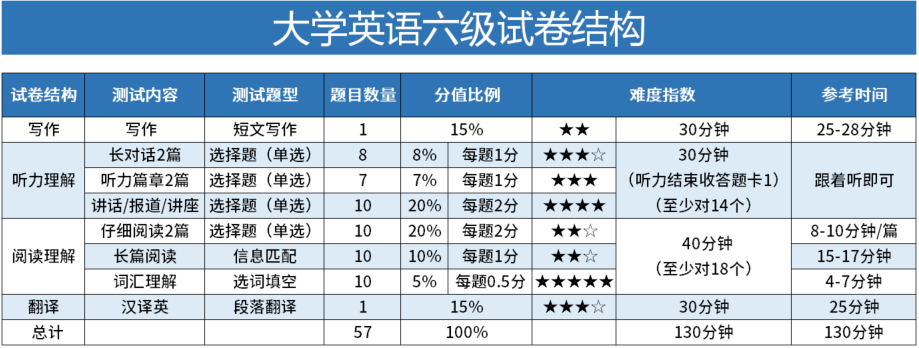 大学英语六级试卷结构
试卷结构 测试内容 测试题型 题目数量 分值比例 难度指数 参考时间
写作 写作 短文写作 1 15% ★★ 30分钟 25-28分钟
听力理解 长对话2篇 选择题（单选） 8 8% 每题1分 ★★★☆ 30分钟 （听力结束收答题卡1） （至少对14个） 跟着听即可
听力篇章2篇 选择题（单选） 7 7% 每题1分 ★★★
讲话/报道/讲座 选择题（单选） 10 20% 每题2分 ★★★★
阅读理解 仔细阅读2篇 选择题（单选） 10 20% 每题2分 ★★☆ 40分钟 （至少对18个） 8-10分钟/篇
长篇阅读 信息匹配 10 10% 每题1分 ★★☆ 15-17分钟
词汇理解 选词填空 10 5% 每题0.5分 ★★★★★ 4-7分钟
翻译 汉译英 段落翻译 1 15% ★★★☆ 30分钟 25分钟
总计 57 100% 130分钟 130分钟